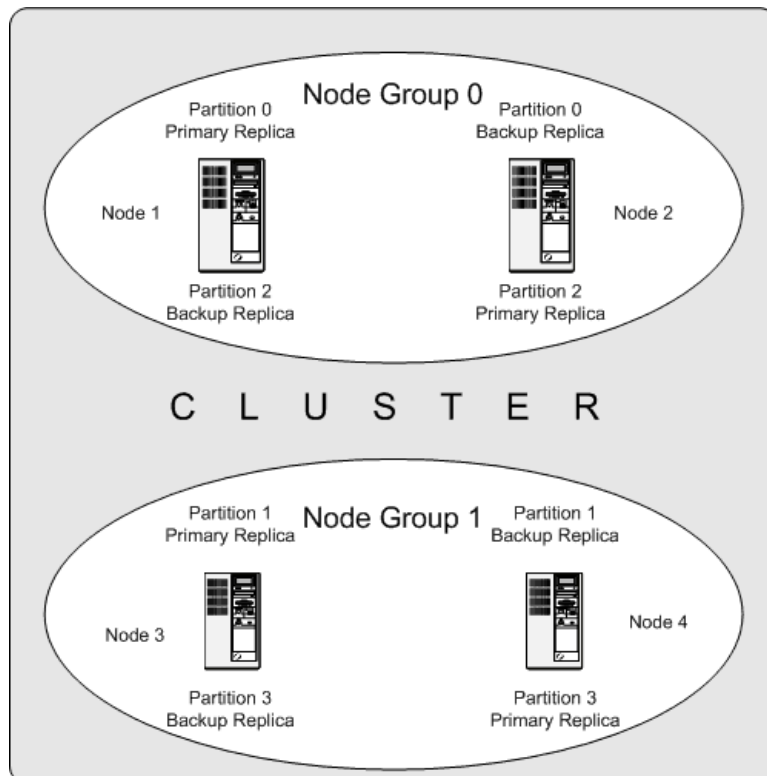 Node Group 0
Partition 0
Primary Replica
Partition 0
Backup Replica
Node 1
Node 2
Partition 2
Backup Replica
Partition 2
Primary Replica
C L U S T E R
Node Group 1
Partition 1
Primary Replica
Partition 1
Backup Replica
Node 3
Node 4
Partition 3
Backup Replica
Partition 3
Primary Replica